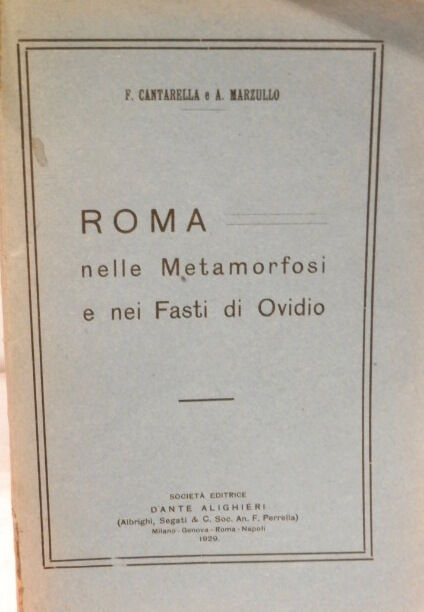 F. CANTARELLA e A. MARZULLO
ROMA
nelle Metamorfosi
e nei Fasti di Ovidio
SOCIETÀ EDITRICE
DANTE ALIGHIERI
(Albrighi, Segati & C. Soc. An. F. Perrella)
Milano - Genova - Roma - Napoli
1929.